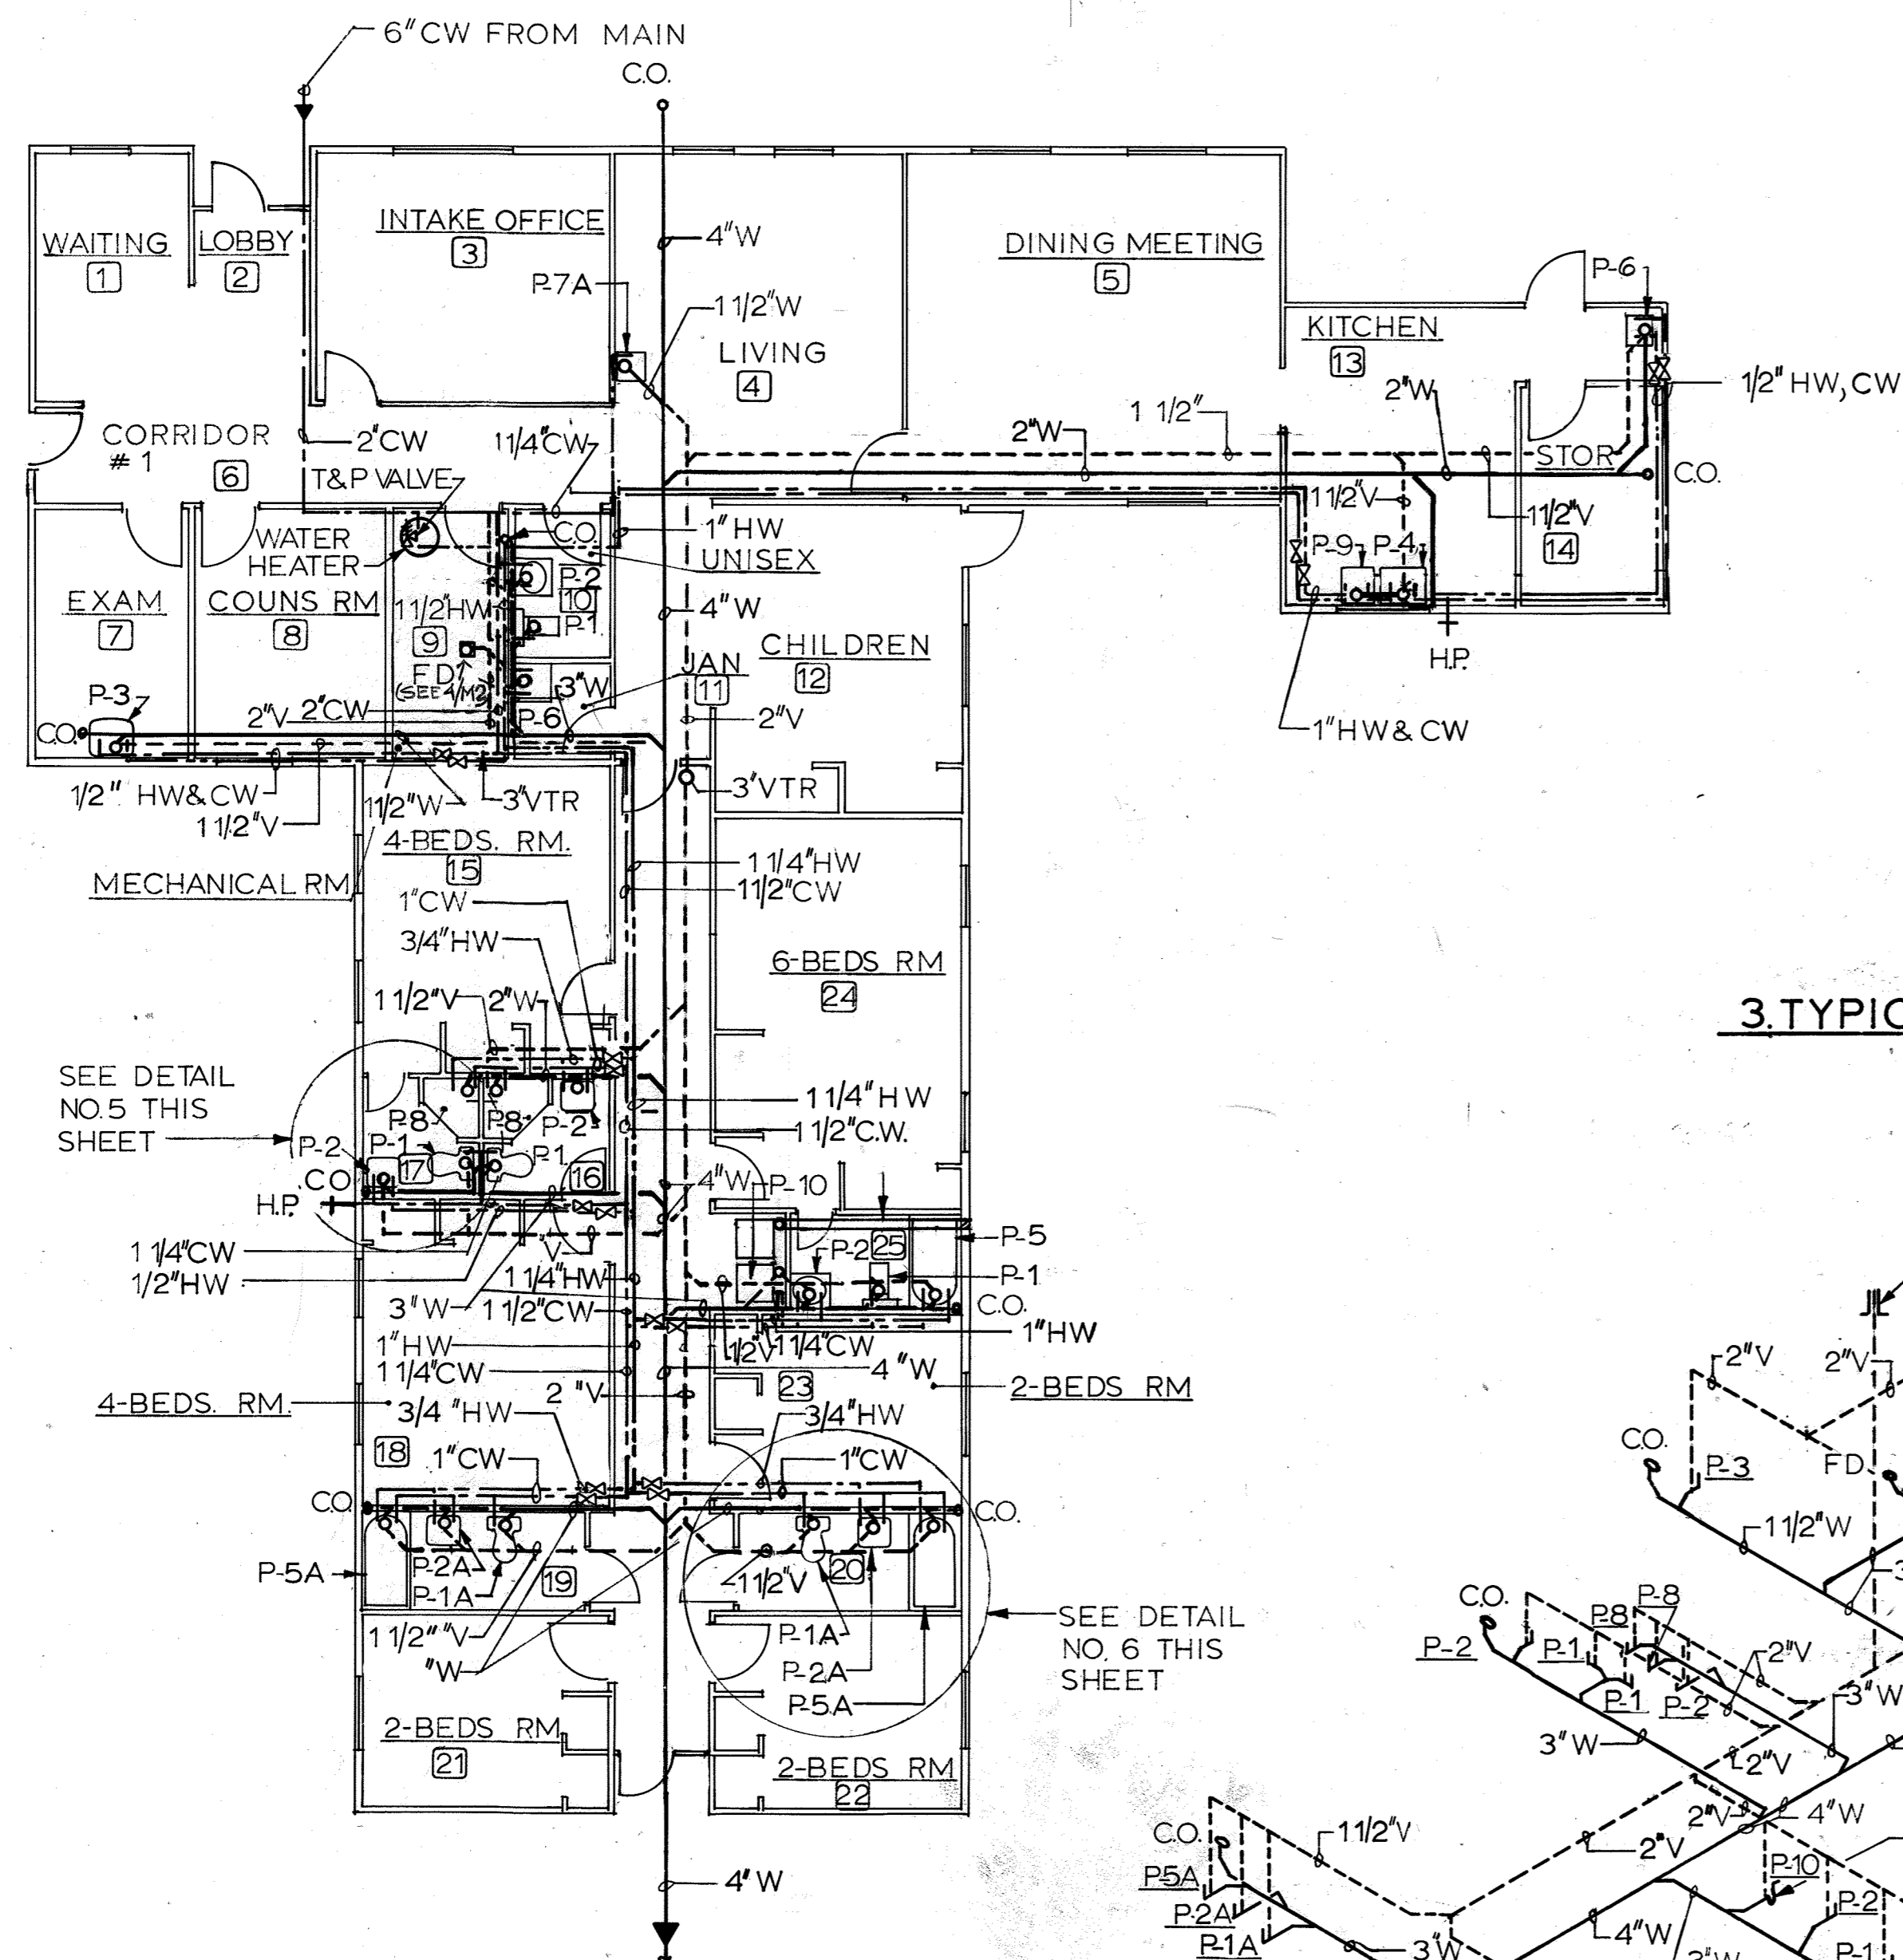 6"CW FROM MAIN
C.O.
WAITING
1
LOBBY
2
INTAKE OFFICE
3
4"W
P-7A
1 1/2"W
LIVING
4
DINING MEETING
5
P-6
KITCHEN
13
1/2" HW, CW
2"W
1 1/2"
2"W
CORRIDOR
# 1
6
2"CW
1 1/4"CW
T&P VALVE
STOR
C.O.
1 1/2"V
1 1/2"V
14
WATER
HEATER
C.O.
1"HW
UNISEX
P-2
10
P-9
P-4
EXAM
7
COUNS RM
8
1 1/2"HW
9
P-1
4"W
FD
(SEE 4/M2)
CHILDREN
12
H.P.
JAN
11
3"W
P-3
C.O.
2"V
2"CW
P-6
2"V
1"HW&CW
1/2" HW&CW
1 1/2"V
1 1/2"W
3"VTR
3"VTR
4-BEDS. RM.
15
MECHANICAL RM
1 1/4"HW
1 1/2"CW
1"CW
3/4"HW
6-BEDS RM
24
1 1/2"V
2"W
3.TYPIC
SEE DETAIL
NO.5 THIS
SHEET
P-8
P-8
P-2
1 1/4"HW
1 1/2"C.W.
P-2
P-1
17
P-1
16
C.O
H.P.
4"W
P-10
1 1/4"CW
1/2"HW
"V
P-2
25
P-5
P-1
1 1/4"HW
3"W
1 1/2"CW
C.O.
1"HW
1"HW
1 1/4"CW
1/2V
1 1/4"CW
4"W
2"V
23
4-BEDS. RM.
2-BEDS RM
3/4"HW
3/4"HW
18
1"CW
1"CW
C.O.
C.O.
P-5A
P-2A
P-1A
19
1 1/2"V
20
1 1/2""V
"W
P-1A
P-2A
P-5A
SEE DETAIL
NO. 6 THIS
SHEET
2-BEDS RM
21
2-BEDS RM
22
4"W
2"V
2"V
C.O.
P-3
FD.
1 1/2"W
C.O.
P-8
P-8
P-2
P-1
2"V
P-1
P-2
3"W
3"W
2"V
2"V
4"W
C.O.
1 1/2"V
2"V
P-5A
P-10
P-2A
P-2
P-1A
3"W
4"W
3"W
P-1